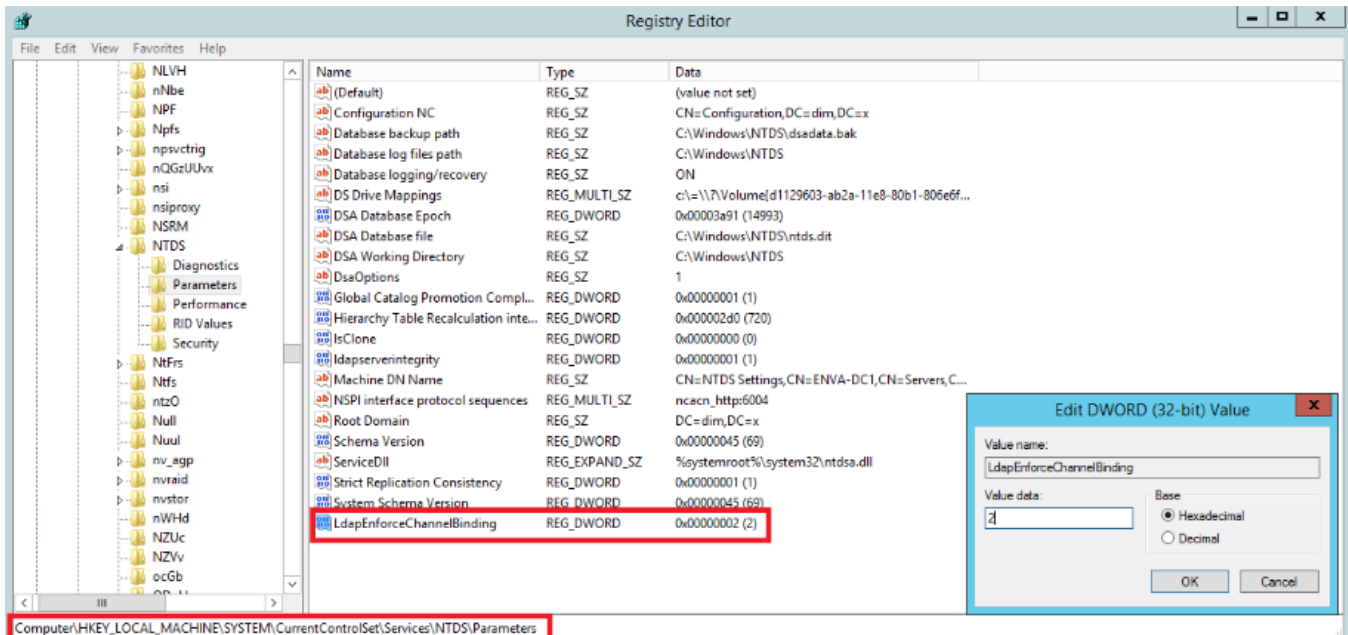 Registry Editor
File Edit View Favorites Help
NLVH
nNbe
NPF
Npfs
npsvctrig
nQGzUUvx
nsi
nsiproxy
NSRM
NTDS
Diagnostics
Parameters
Performance
RID Values
Security
NtFrs
Ntfs
ntzO
Null
Nuul
nv_agp
nvraid
nvstor
nWHd
NZUc
NZVv
ocGb
Name Type Data
(Default) REG_SZ (value not set)
Configuration NC REG_SZ CN=Configuration,DC=dim,DC=x
Database backup path REG_SZ C:\Windows\NTDS\dsadata.bak
Database log files path REG_SZ C:\Windows\NTDS
Database logging/recovery REG_SZ ON
DS Drive Mappings REG_MULTI_SZ c:\=\\?\Volume{d1129603-ab2a-11e8-80b1-806e6f...
DSA Database Epoch REG_DWORD 0x00003a91 (14993)
DSA Database file REG_SZ C:\Windows\NTDS\ntds.dit
DSA Working Directory REG_SZ C:\Windows\NTDS
DsaOptions REG_SZ 1
Global Catalog Promotion Compl... REG_DWORD 0x00000001 (1)
Hierarchy Table Recalculation inte... REG_DWORD 0x000002d0 (720)
IsClone REG_DWORD 0x00000000 (0)
ldapserverintegrity REG_DWORD 0x00000001 (1)
Machine DN Name REG_SZ CN=NTDS Settings,CN=ENVA-DC1,CN=Servers,C...
NSPI interface protocol sequences REG_MULTI_SZ ncacn_http:6004
Root Domain REG_SZ DC=dim,DC=x
Schema Version REG_DWORD 0x00000045 (69)
ServiceDll REG_EXPAND_SZ %systemroot%\system32\ntdsa.dll
Strict Replication Consistency REG_DWORD 0x00000001 (1)
System Schema Version REG_DWORD 0x00000045 (69)
LdapEnforceChannelBinding REG_DWORD 0x00000002 (2)
Edit DWORD (32-bit) Value
Value name:
LdapEnforceChannelBinding
Value data:
2
Base
Hexadecimal
Decimal
OK Cancel
Computer\HKEY_LOCAL_MACHINE\SYSTEM\CurrentControlSet\Services\NTDS\Parameters